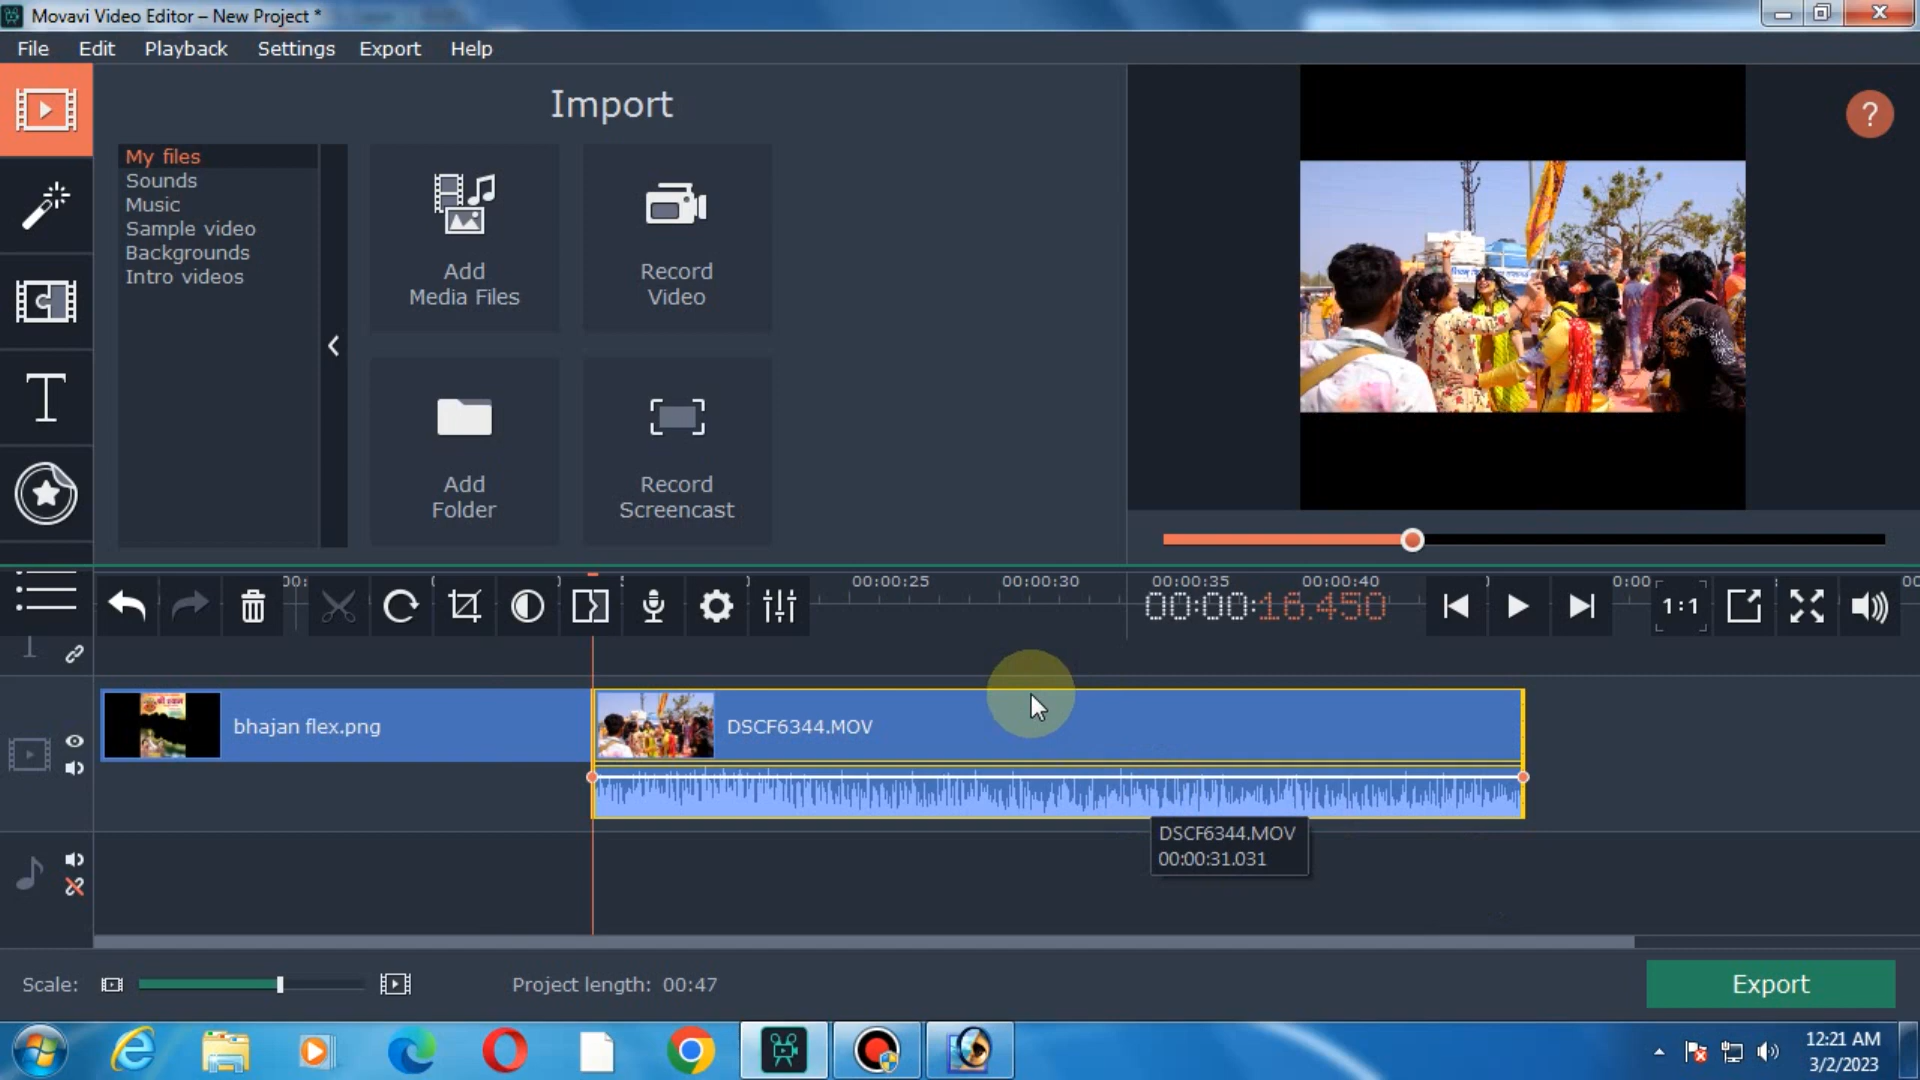 Movavi Video Editor – New Project *
File Edit Playback Settings Export Help
Import
?
My files
Sounds
Music
Sample video
Backgrounds
Intro videos
Add
Media Files
Record
Video
Add
Folder
Record
Screencast
00:00:25 00:00:30 00:00:35 00:00:40 0:00
00:00:16.450
1:1
bhajan flex.png
DSCF6344.MOV
DSCF6344.MOV
00:00:31.031
Scale:
Project length: 00:47
Export
12:21 AM
3/2/2023